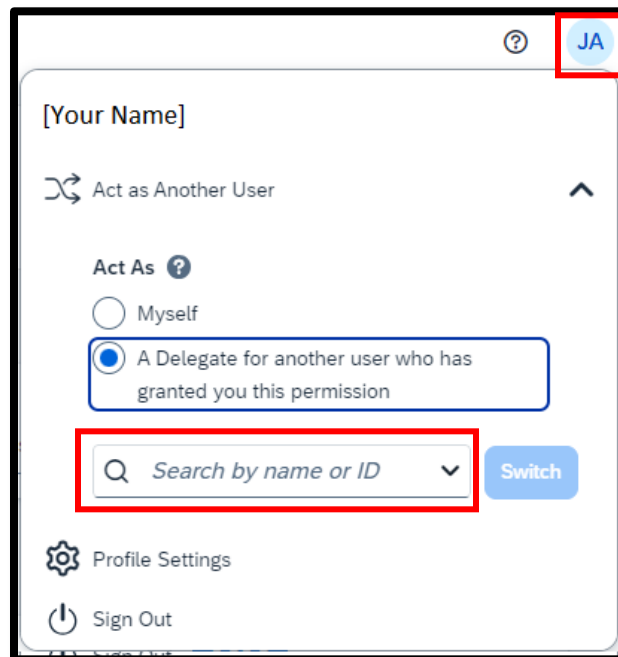 JA
[Your Name]
Act as Another User
Act As
Myself
A Delegate for another user who has
granted you this permission
Search by name or ID
Switch
Profile Settings
Sign Out